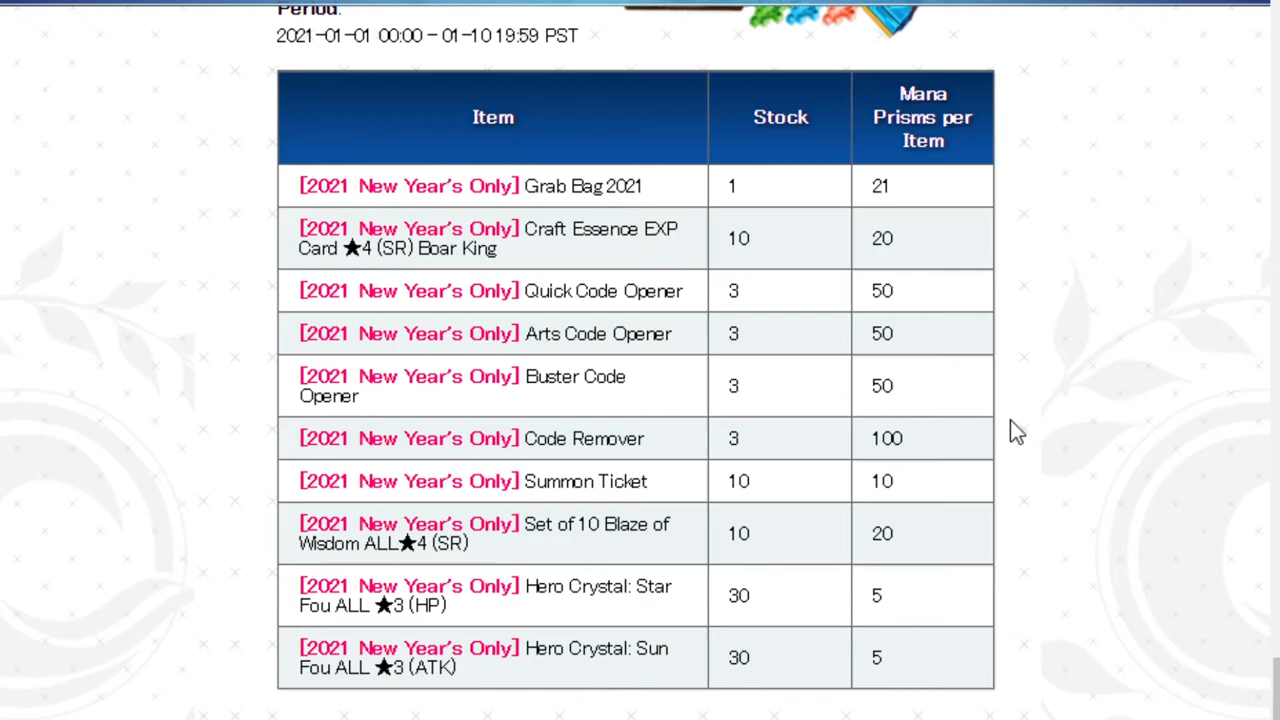 Period:
2021-01-01 00:00 - 01-10 19:59 PST
Item
Stock
Mana
Prisms per
Item
[2021 New Year's Only] Grab Bag 2021
1
21
[2021 New Year's Only] Craft Essence EXP
Card ★4 (SR) Boar King
10
20
[2021 New Year's Only] Quick Code Opener
3
50
[2021 New Year's Only] Arts Code Opener
3
50
[2021 New Year's Only] Buster Code
Opener
3
50
[2021 New Year's Only] Code Remover
3
100
[2021 New Year's Only] Summon Ticket
10
10
[2021 New Year's Only] Set of 10 Blaze of
Wisdom ALL★4 (SR)
10
20
[2021 New Year's Only] Hero Crystal: Star
Fou ALL ★3 (HP)
30
5
[2021 New Year's Only] Hero Crystal: Sun
Fou ALL ★3 (ATK)
30
5